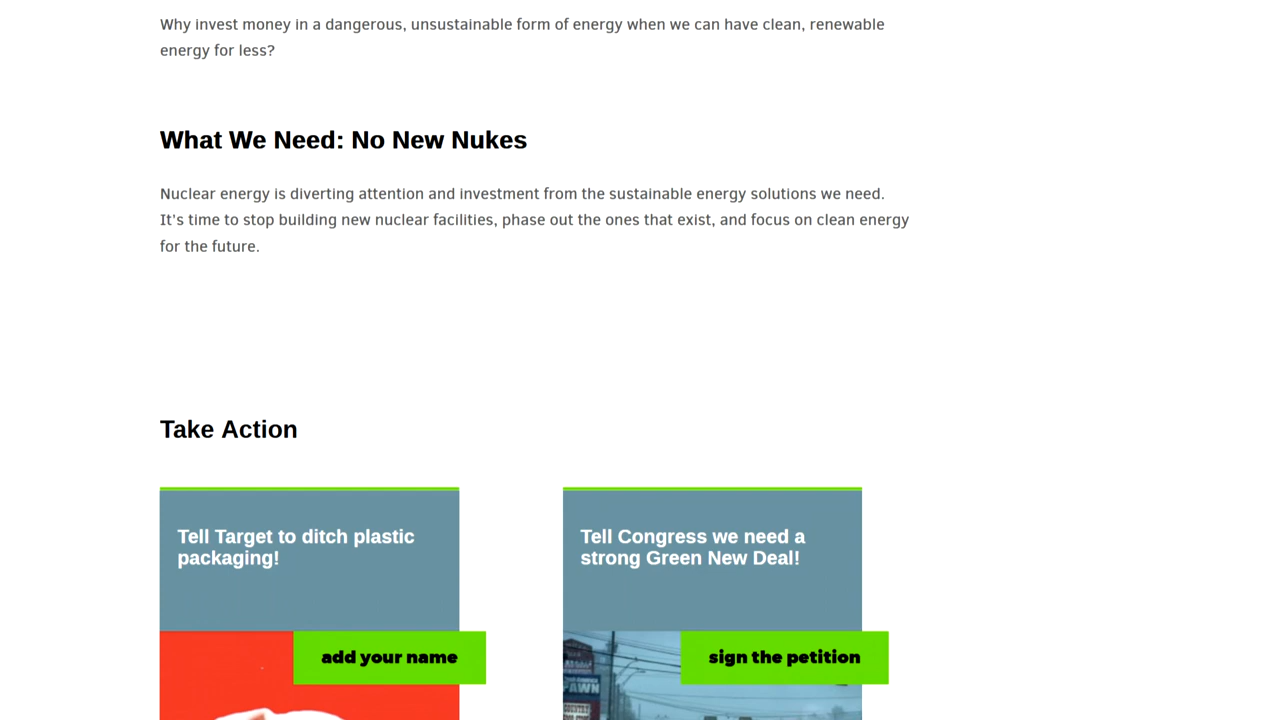 Why invest money in a dangerous, unsustainable form of energy when we can have clean, renewable
energy for less?
What We Need: No New Nukes
Nuclear energy is diverting attention and investment from the sustainable energy solutions we need.
It's time to stop building new nuclear facilities, phase out the ones that exist, and focus on clean energy
for the future.
Take Action
Tell Target to ditch plastic
packaging!
add your name
Tell Congress we need a
strong Green New Deal!
sign the petition
PAWN